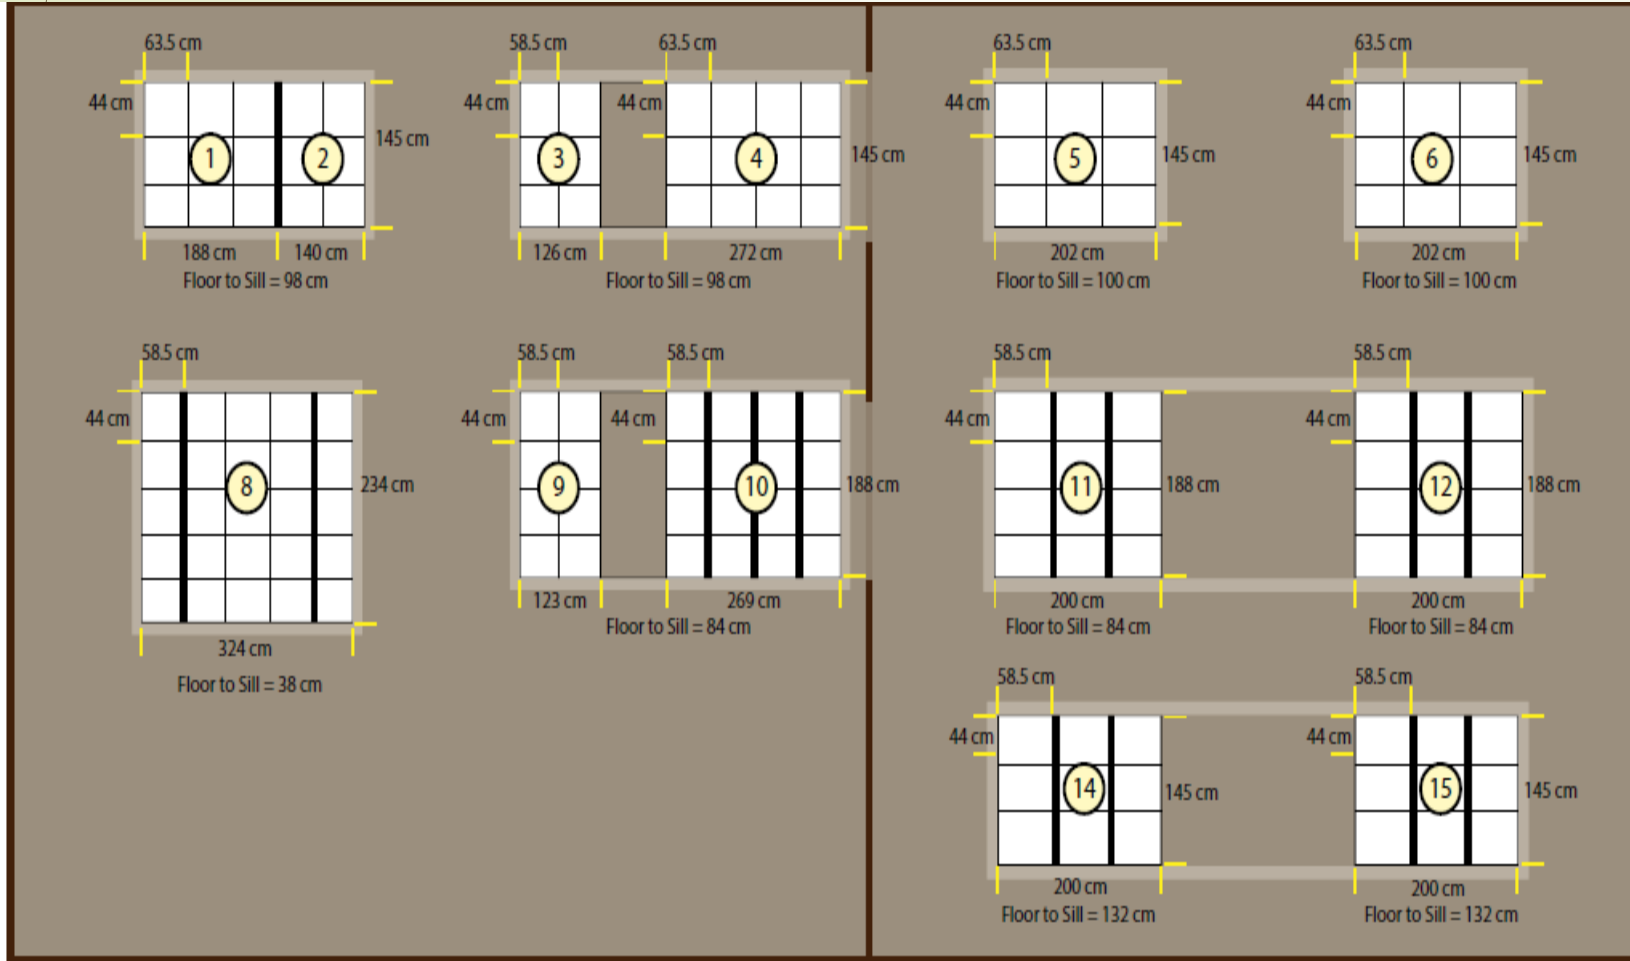 63.5 cm
58.5 cm
63.5 cm
63.5 cm
63.5 cm
44 cm
44 cm
44 cm
44 cm
44 cm
145 cm
145 cm
145 cm
145 cm
1
2
3
4
5
6
188 cm
140 cm
126 cm
272 cm
202 cm
202 cm
Floor to Sill = 98 cm
Floor to Sill = 98 cm
Floor to Sill = 100 cm
Floor to Sill = 100 cm
58.5 cm
58.5 cm
58.5 cm
58.5 cm
58.5 cm
44 cm
44 cm
44 cm
44 cm
44 cm
8
234 cm
9
10
188 cm
11
188 cm
12
188 cm
123 cm
269 cm
200 cm
200 cm
Floor to Sill = 84 cm
Floor to Sill = 84 cm
Floor to Sill = 84 cm
324 cm
Floor to Sill = 38 cm
58.5 cm
58.5 cm
44 cm
44 cm
14
145 cm
15
145 cm
200 cm
200 cm
Floor to Sill = 132 cm
Floor to Sill = 132 cm